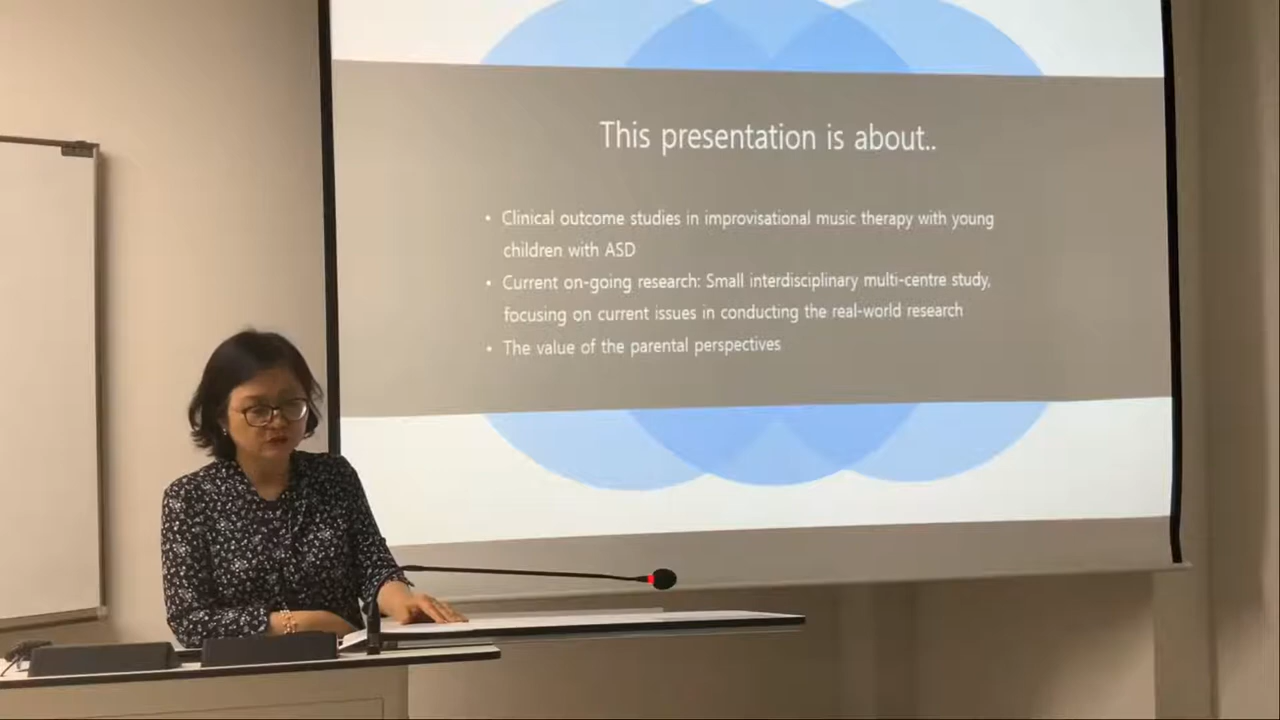 This presentation is about..
• Clinical outcome studies in improvisational music therapy with young
children with ASD
• Current on-going research: Small interdisciplinary multi-centre study,
focusing on current issues in conducting the real-world research
• The value of the parental perspectives